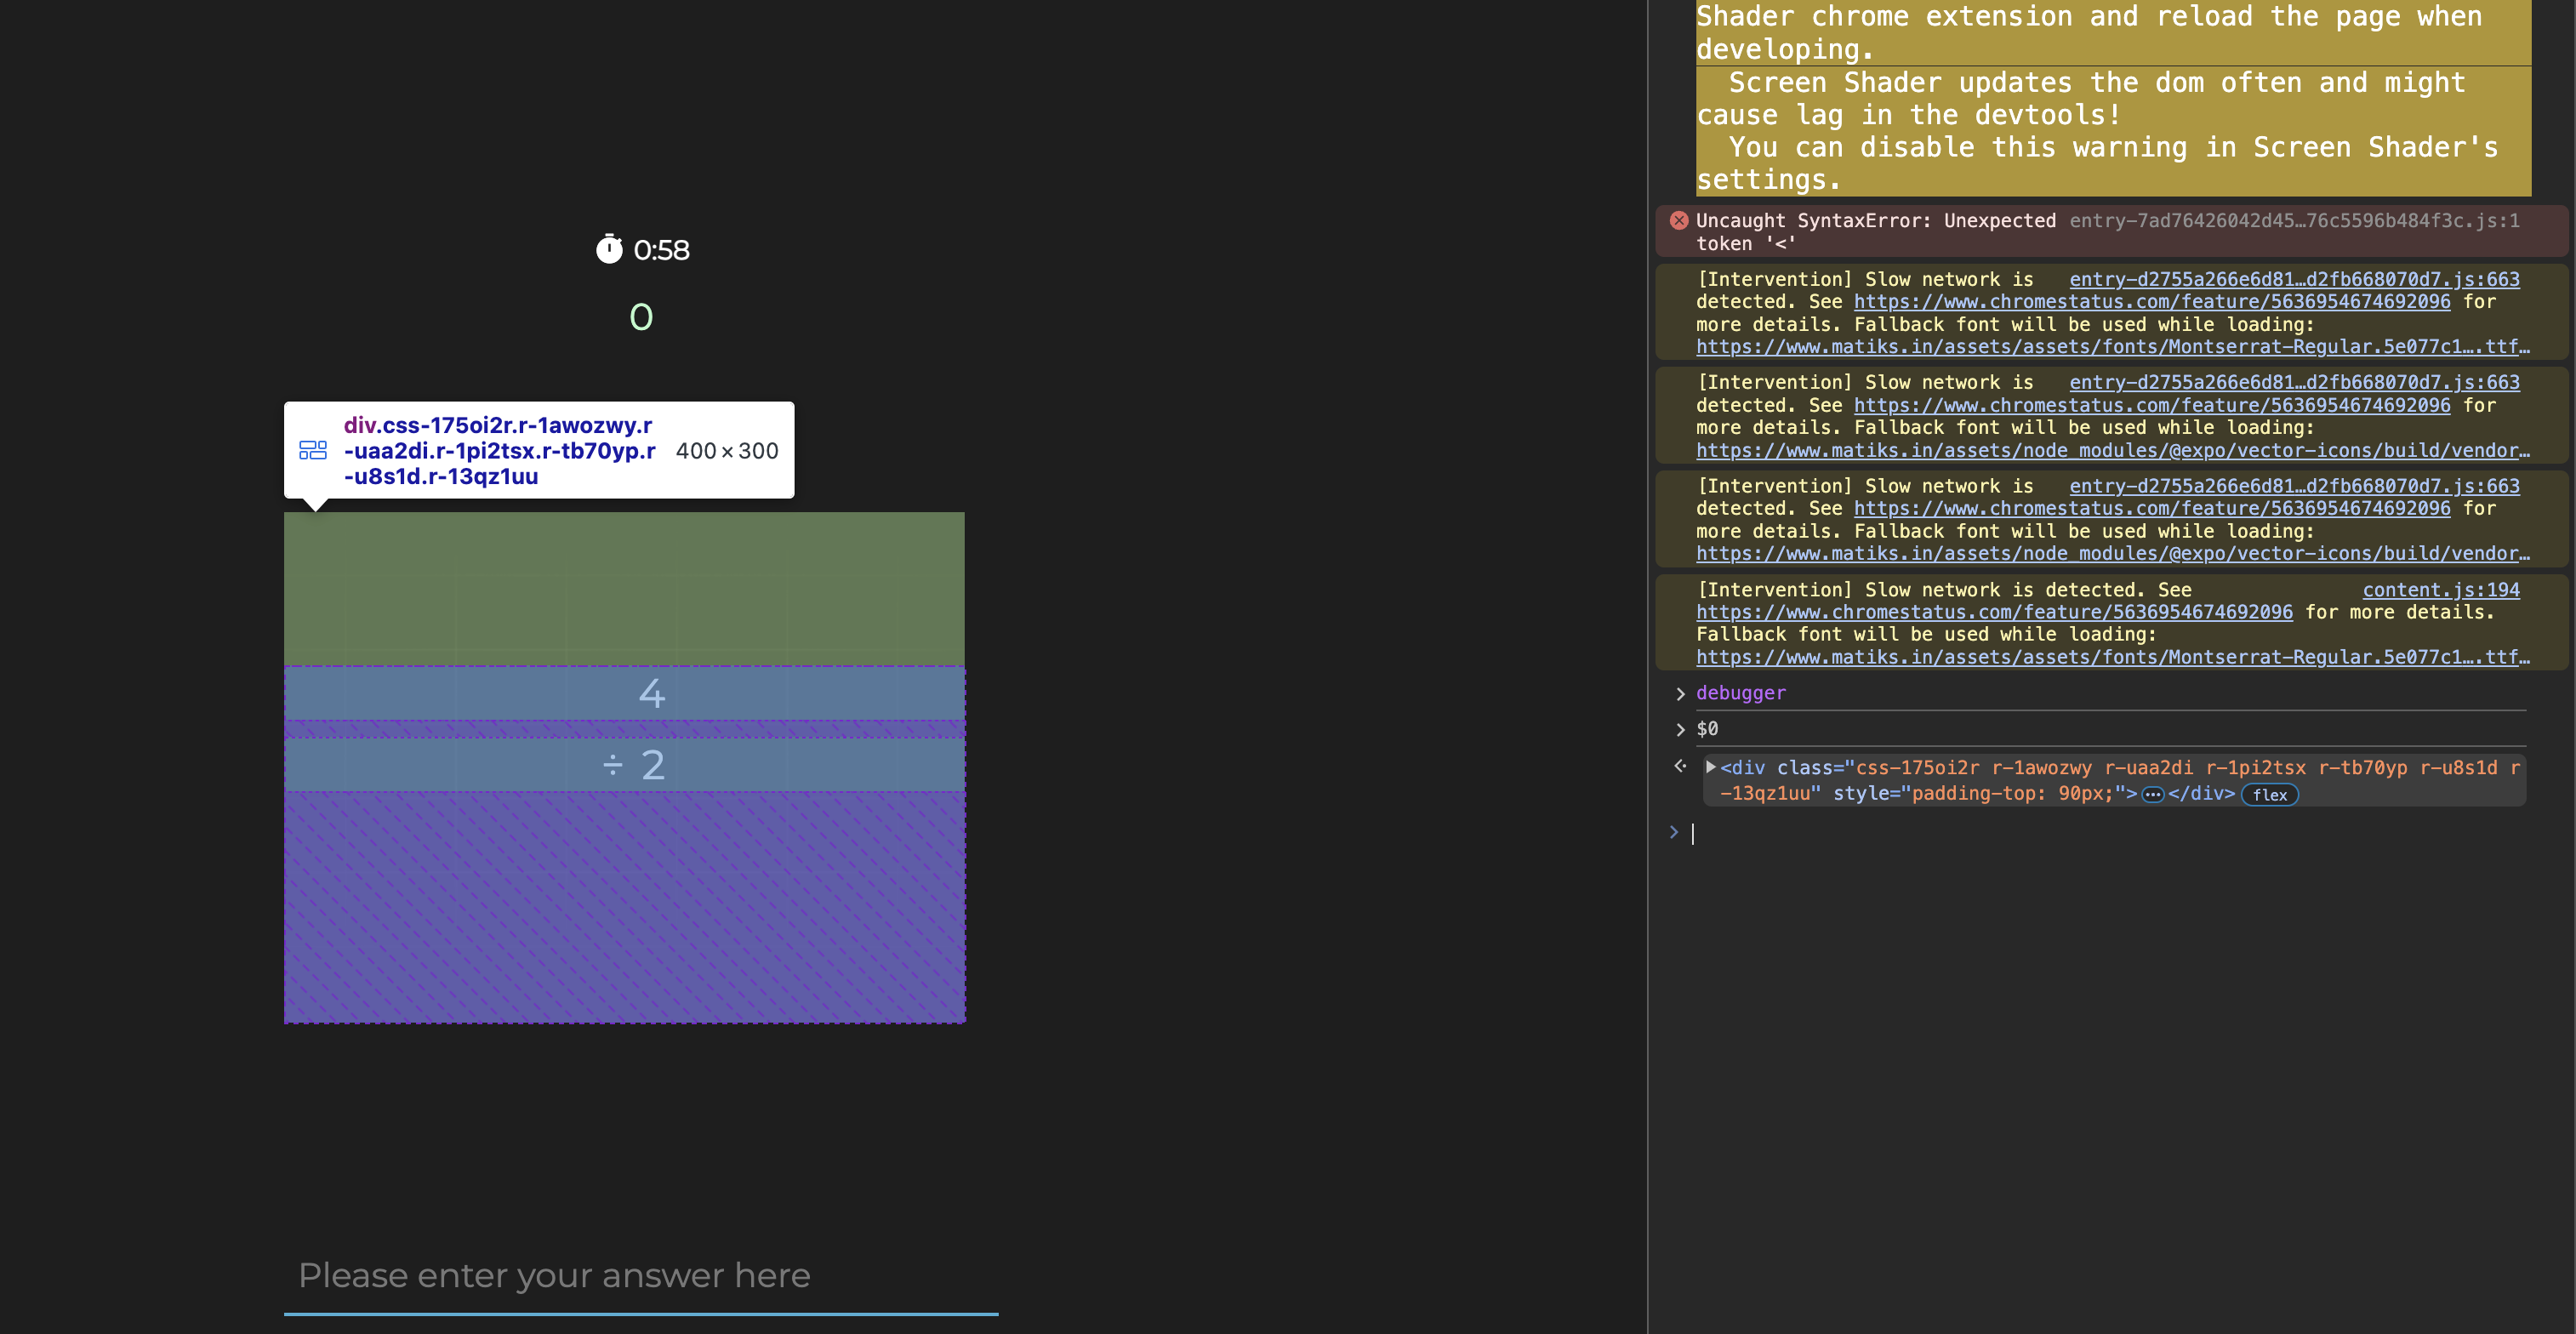 0:58
0
div.css-175oi2r.r-1awozwy.r
-uaa2di.r-1pi2tsx.r-tb70yp.r
-u8s1d.r-13qz1uu
400 × 300
4
÷ 2
Please enter your answer here
Shader chrome extension and reload the page when
developing.
Screen Shader updates the dom often and might
cause lag in the devtools!
You can disable this warning in Screen Shader's
settings.
Uncaught SyntaxError: Unexpected entry-7ad76426042d45…76c5596b484f3c.js:1
token '<'
[Intervention] Slow network is entry-d2755a266e6d81…d2fb668070d7.js:663
detected. See https://www.chromestatus.com/feature/5636954674692096 for
more details. Fallback font will be used while loading:
https://www.matiks.in/assets/assets/fonts/Montserrat-Regular.5e077c1….ttf…
[Intervention] Slow network is entry-d2755a266e6d81…d2fb668070d7.js:663
detected. See https://www.chromestatus.com/feature/5636954674692096 for
more details. Fallback font will be used while loading:
https://www.matiks.in/assets/node_modules/@expo/vector-icons/build/vendor…
[Intervention] Slow network is entry-d2755a266e6d81…d2fb668070d7.js:663
detected. See https://www.chromestatus.com/feature/5636954674692096 for
more details. Fallback font will be used while loading:
https://www.matiks.in/assets/node_modules/@expo/vector-icons/build/vendor…
[Intervention] Slow network is detected. See content.js:194
https://www.chromestatus.com/feature/5636954674692096 for more details.
Fallback font will be used while loading:
https://www.matiks.in/assets/assets/fonts/Montserrat-Regular.5e077c1….ttf…
debugger
$0
<div class="css-175oi2r r-1awozwy r-uaa2di r-1pi2tsx r-tb70yp r-u8s1d r
-13qz1uu" style="padding-top: 90px;">…</div> flex